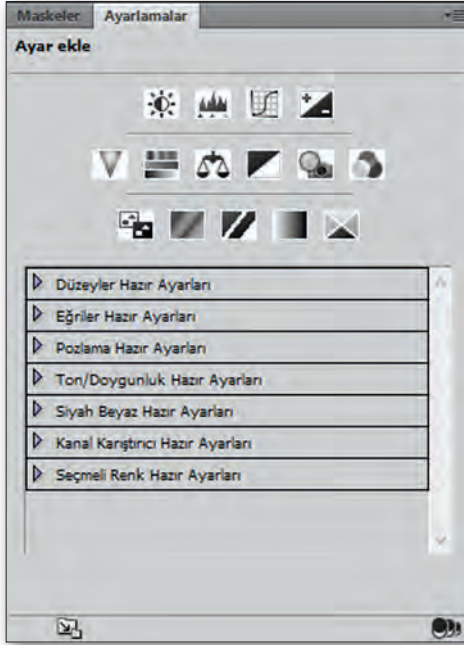 Maskeler Ayarlamalar
Ayar ekle
Düzeyler Hazır Ayarları
Eğriler Hazır Ayarları
Pozlama Hazır Ayarları
Ton/Doygunluk Hazır Ayarları
Siyah Beyaz Hazır Ayarları
Kanal Karıştırıcı Hazır Ayarları
Seçmeli Renk Hazır Ayarları